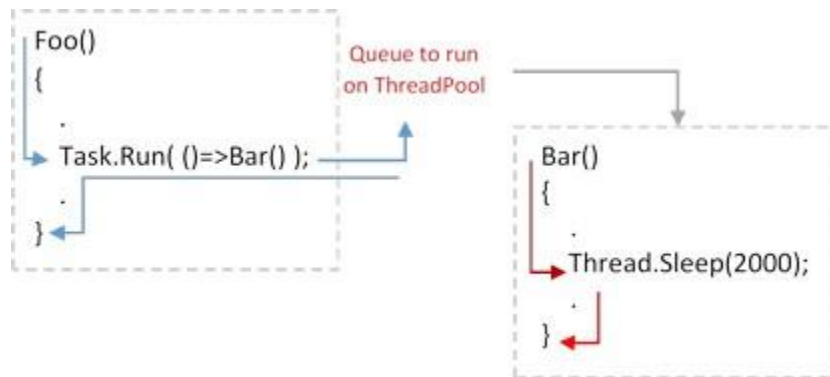 Foo()
{
.
Task.Run( ()=>Bar() );
.
}
Queue to run
on ThreadPool
Bar()
{
.
Thread.Sleep(2000);
.
}